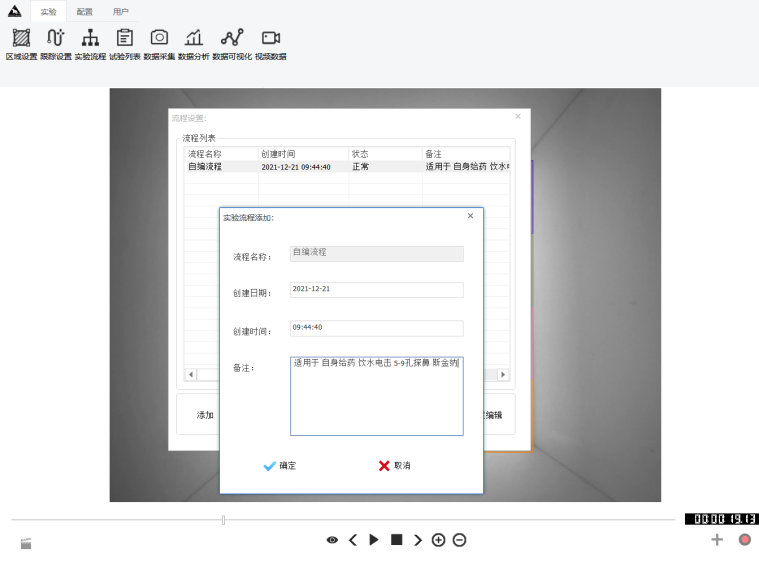 实验 配置 用户
区域设置 跟踪设置 实验流程 试验列表 数据采集 数据分析 数据可视化 视频数据
流程设置:
流程列表
流程名称 创建时间 状态 备注
自编流程 2021-12-21 09:44:40 正常 适用于 自身给药 饮水
实验流程添加:
流程名称: 自编流程
创建日期: 2021-12-21
创建时间: 09:44:40
备注: 适用于 自身给药 饮水电击 5-9孔探鼻 斯金纳
添加 编辑
确定 取消
00:00:19.13